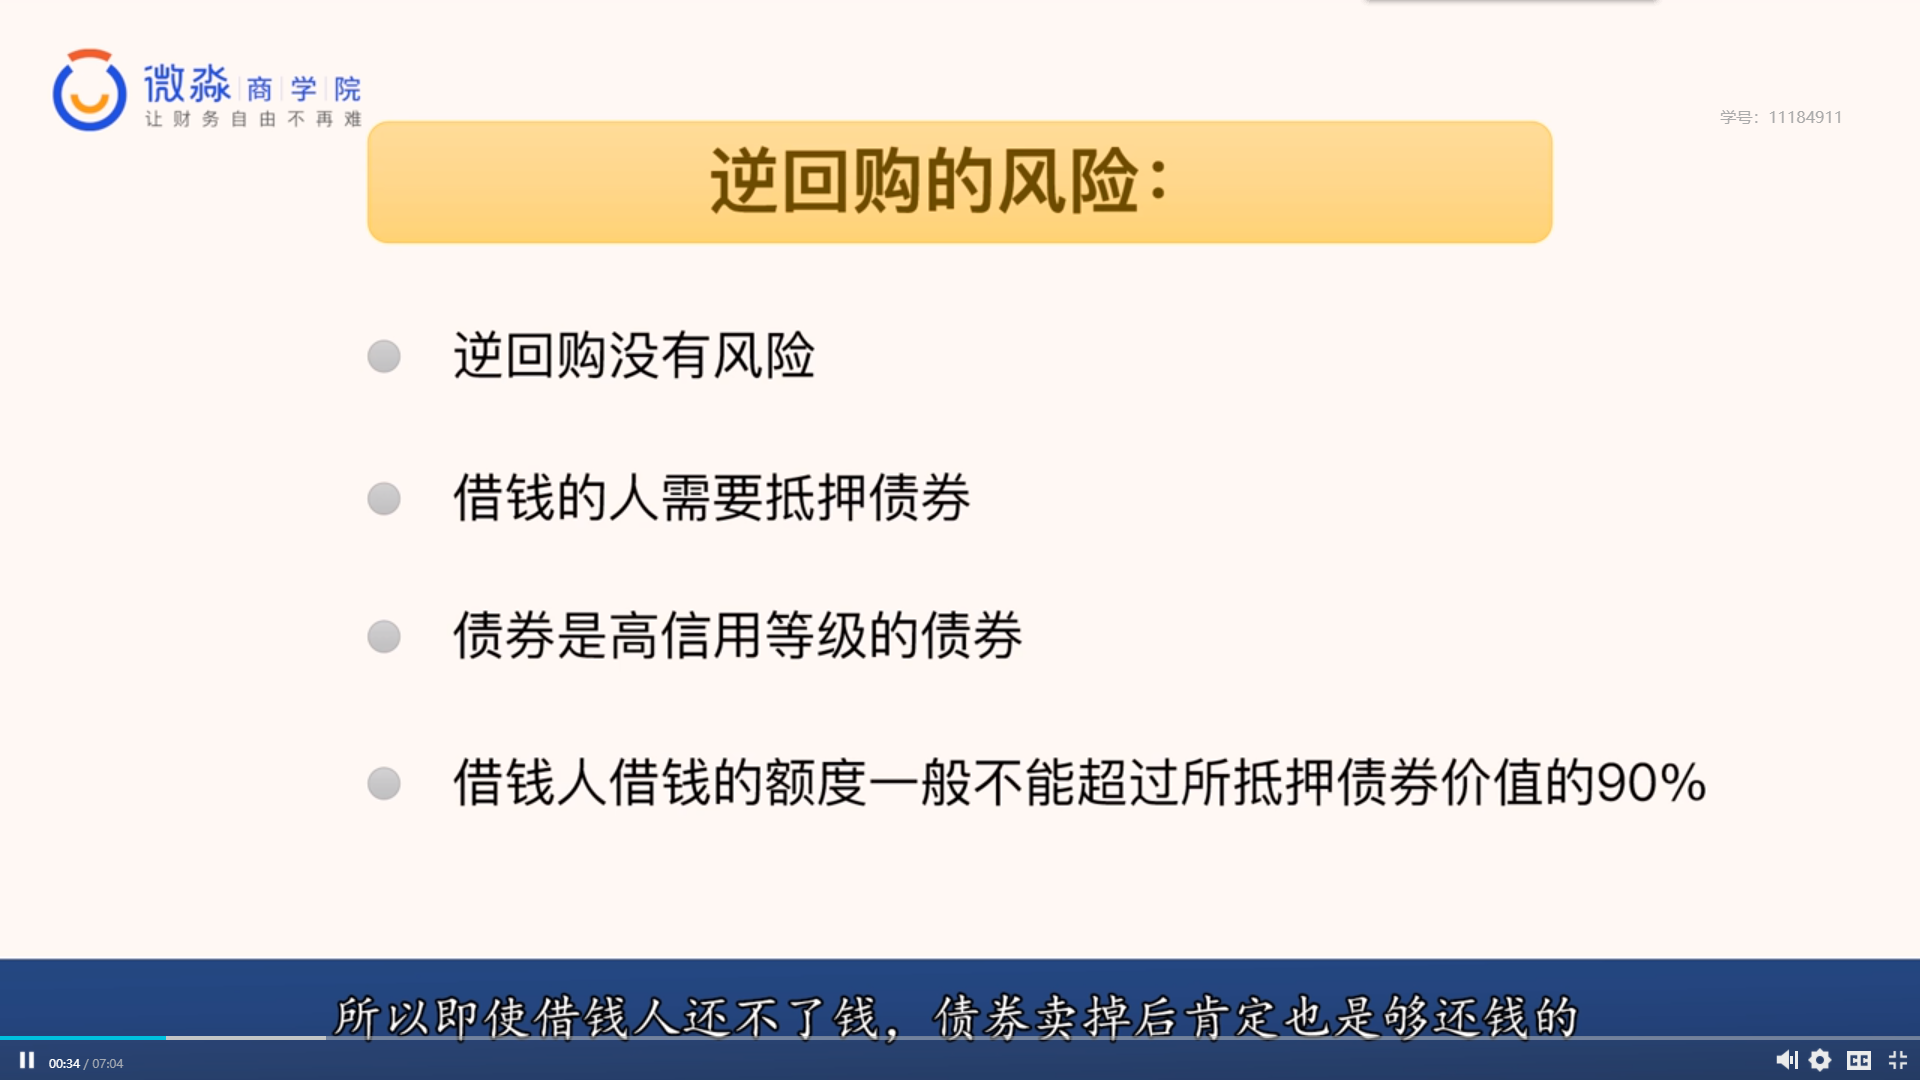 微淼 商学院
让财务自由不再难
学号：11184911
逆回购的风险：
逆回购没有风险
借钱的人需要抵押债券
债券是高信用等级的债券
借钱人借钱的额度一般不能超过所抵押债券价值的90%
所以即使借钱人还不了钱，债券卖掉后肯定也是够还钱的
00:34 / 07:04
CC